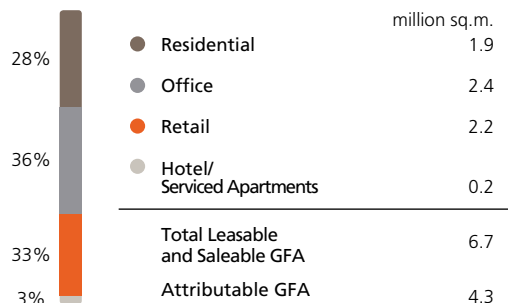 million sq.m.
28%
Residential 1.9
Office 2.4
36%
Retail 2.2
Hotel/
Serviced Apartments 0.2
33%
Total Leasable
and Saleable GFA 6.7
3%
Attributable GFA 4.3